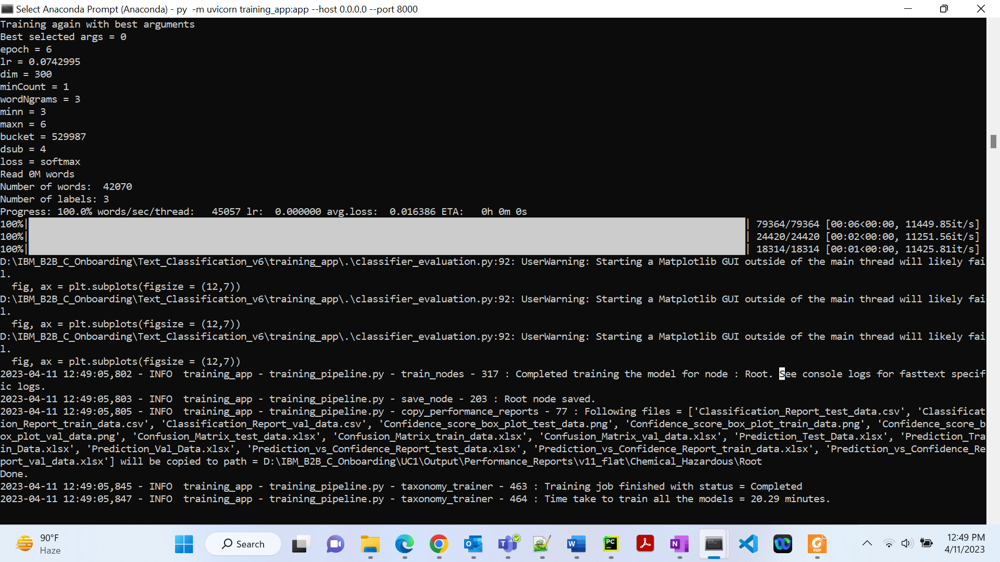 Select Anaconda Prompt (Anaconda) - py  -m uvicorn training_app:app --host 0.0.0.0 --port 8000
Training again with best arguments
Best selected args = 0
epoch = 6
lr = 0.0742995
dim = 300
minCount = 1
wordNgrams = 3
minn = 3
maxn = 6
bucket = 529987
dsub = 4
loss = softmax
Read 0M words
Number of words:  42070
Number of labels: 3
Progress: 100.0% words/sec/thread:   45057 lr:  0.000000 avg.loss:  0.016386 ETA:   0h 0m 0s
100%| | 79364/79364 [00:06<00:00, 11449.85it/s]
100%| | 24420/24420 [00:02<00:00, 11251.56it/s]
100%| | 18314/18314 [00:01<00:00, 11425.81it/s]
D:\IBM_B2B_C_Onboarding\Text_Classification_v6\training_app\.\classifier_evaluation.py:92: UserWarning: Starting a Matplotlib GUI outside of the main thread will likely fai
l.
  fig, ax = plt.subplots(figsize = (12,7))
D:\IBM_B2B_C_Onboarding\Text_Classification_v6\training_app\.\classifier_evaluation.py:92: UserWarning: Starting a Matplotlib GUI outside of the main thread will likely fai
l.
  fig, ax = plt.subplots(figsize = (12,7))
D:\IBM_B2B_C_Onboarding\Text_Classification_v6\training_app\.\classifier_evaluation.py:92: UserWarning: Starting a Matplotlib GUI outside of the main thread will likely fai
l.
  fig, ax = plt.subplots(figsize = (12,7))
2023-04-11 12:49:05,802 - INFO  training_app - training_pipeline.py - train_nodes - 317 : Completed training the model for node : Root. See console logs for fasttext specif
ic logs.
2023-04-11 12:49:05,803 - INFO  training_app - training_pipeline.py - save_node - 203 : Root node saved.
2023-04-11 12:49:05,805 - INFO  training_app - training_pipeline.py - copy_performance_reports - 77 : Following files = ['Classification_Report_test_data.csv', 'Classificat
ion_Report_train_data.csv', 'Classification_Report_val_data.csv', 'Confidence_score_box_plot_test_data.png', 'Confidence_score_box_plot_train_data.png', 'Confidence_score_b
ox_plot_val_data.png', 'Confusion_Matrix_test_data.xlsx', 'Confusion_Matrix_train_data.xlsx', 'Confusion_Matrix_val_data.xlsx', 'Prediction_Test_Data.xlsx', 'Prediction_Tra
in_Data.xlsx', 'Prediction_Val_Data.xlsx', 'Prediction_vs_Confidence_Report_test_data.xlsx', 'Prediction_vs_Confidence_Report_train_data.xlsx', 'Prediction_vs_Confidence_Re
port_val_data.xlsx'] will be copied to path = D:\IBM_B2B_C_Onboarding\UC1\Output\Performance_Reports\v11_flat\Chemical_Hazardous\Root
Done.
2023-04-11 12:49:05,845 - INFO  training_app - training_pipeline.py - taxonomy_trainer - 463 : Training job finished with status = Completed
2023-04-11 12:49:05,847 - INFO  training_app - training_pipeline.py - taxonomy_trainer - 464 : Time take to train all the models = 20.29 minutes.
90°F
Haze
Search
12:49 PM
4/11/2023